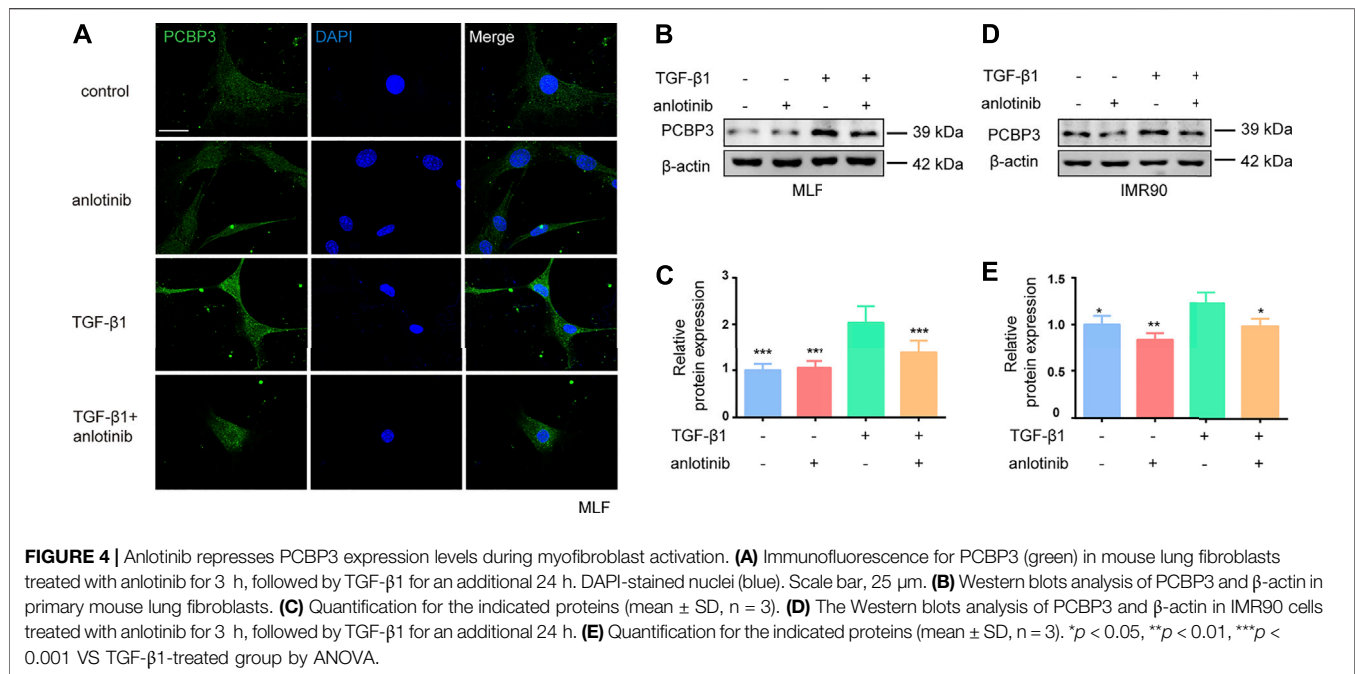 A
PCBP3 DAPI Merge
control
anlotinib
TGF-β1
TGF-β1+
anlotinib
MLF
B
TGF-β1 - - + +
anlotinib - + - +
PCBP3 39 kDa
β-actin 42 kDa
MLF
D
TGF-β1 - - + +
anlotinib - + - +
PCBP3 39 kDa
β-actin 42 kDa
IMR90
C
Relative
protein expression
3
2
1
0
*** *** ***
TGF-β1 - - + +
anlotinib - + - +
E
Relative
protein expression
1.5
1.0
0.5
0
* ** *
TGF-β1 - - + +
anlotinib - + - +
FIGURE 4 | Anlotinib represses PCBP3 expression levels during myofibroblast activation. (A) Immunofluorescence for PCBP3 (green) in mouse lung fibroblasts
treated with anlotinib for 3 h, followed by TGF-β1 for an additional 24 h. DAPI-stained nuclei (blue). Scale bar, 25 µm. (B) Western blots analysis of PCBP3 and β-actin in
primary mouse lung fibroblasts. (C) Quantification for the indicated proteins (mean ± SD, n = 3). (D) The Western blots analysis of PCBP3 and β-actin in IMR90 cells
treated with anlotinib for 3 h, followed by TGF-β1 for an additional 24 h. (E) Quantification for the indicated proteins (mean ± SD, n = 3). *p < 0.05, **p < 0.01, ***p <
0.001 VS TGF-β1-treated group by ANOVA.